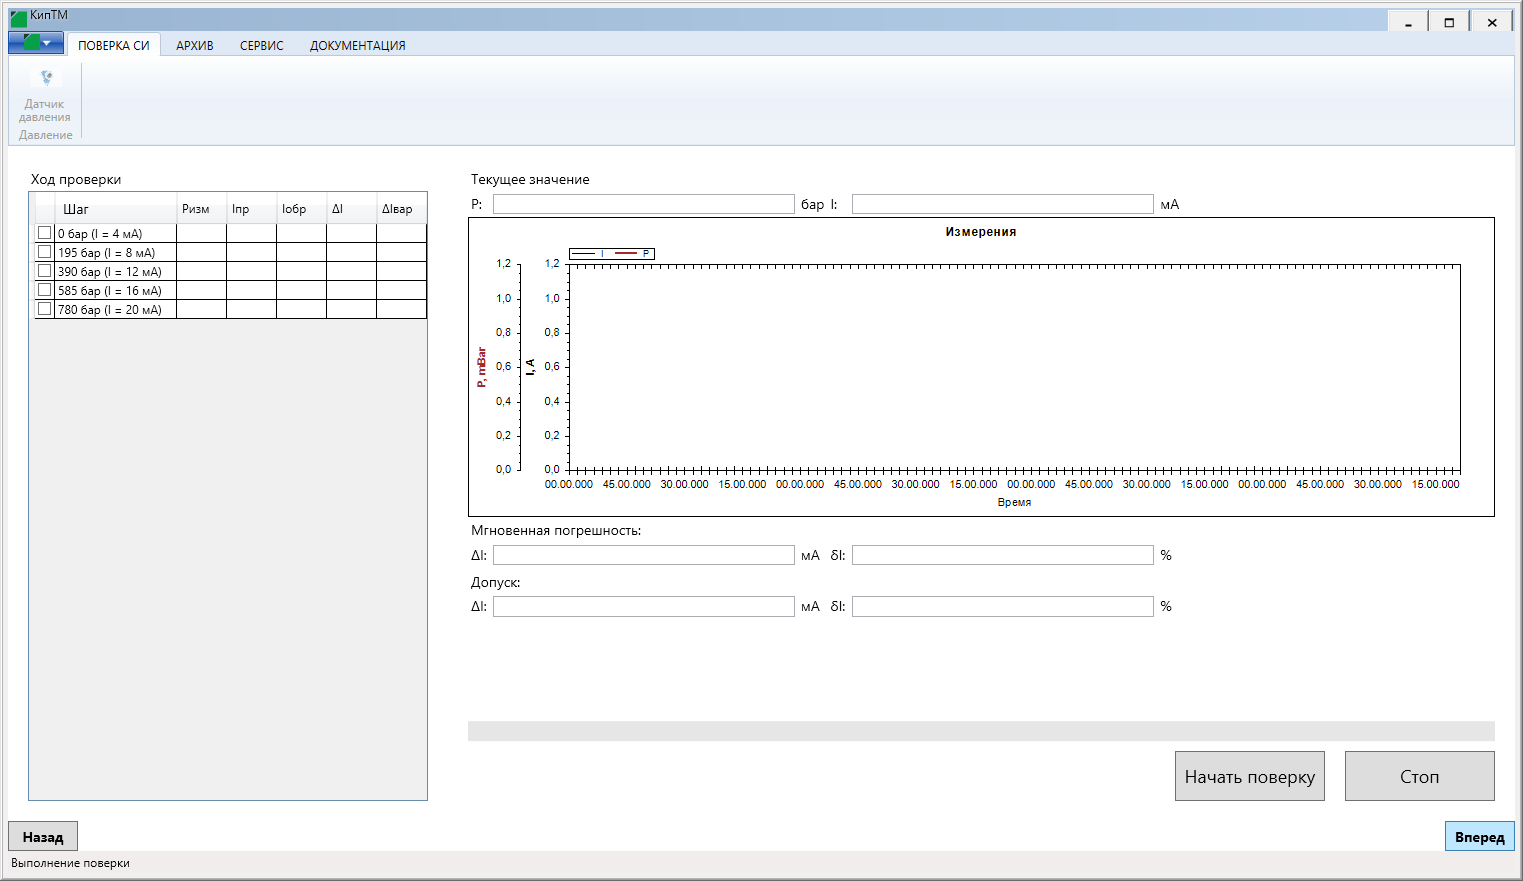 КипТМ
ПОВЕРКА СИ АРХИВ СЕРВИС ДОКУМЕНТАЦИЯ
Датчик
давления
Давление
Ход проверки
Шаг Pизм Iпр Iобр ΔI ΔIвар
0 бар (I = 4 мА)
195 бар (I = 8 мА)
390 бар (I = 12 мА)
585 бар (I = 16 мА)
780 бар (I = 20 мА)
Текущее значение
P: бар I: мА
Измерения
I P
1,2 1,2
1,0 1,0
0,8 0,8
0,6 0,6
0,4 0,4
0,2 0,2
0,0 0,0
P, mBar
I, A
00.00.000 45.00.000 30.00.000 15.00.000 00.00.000 45.00.000 30.00.000 15.00.000 00.00.000 45.00.000 30.00.000 15.00.000 00.00.000 45.00.000 30.00.000 15.00.000
Время
Мгновенная погрешность:
ΔI: мА δI: %
Допуск:
ΔI: мА δI: %
Начать поверку Стоп
Назад Вперед
Выполнение поверки